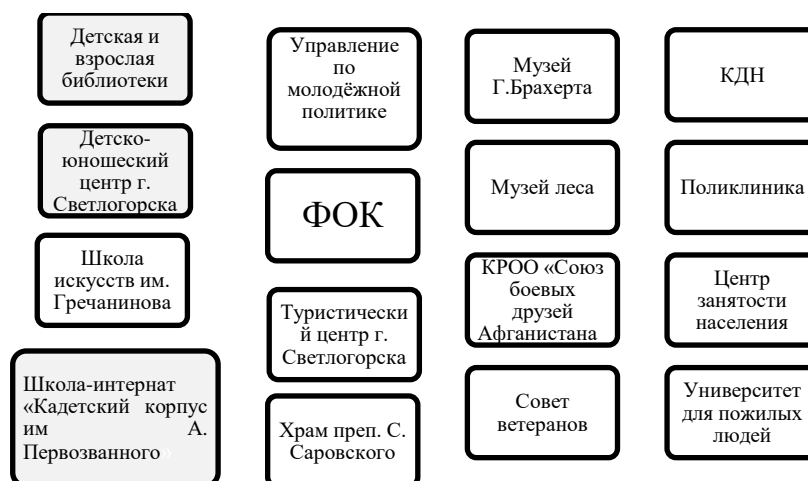 Детская и
взрослая
библиотеки
Детско-
юношеский
центр г.
Светлогорска
Школа
искусств им.
Гречанинова
Школа-интернат
«Кадетский корпус
им А.
Первозванного»
Управление
по
молодёжной
политике
ФОК
Туристически
й центр г.
Светлогорска
Храм преп. С.
Саровского
Музей
Г.Брахерта
Музей леса
КРОО «Союз
боевых
друзей
Афганистана
Совет
ветеранов
КДН
Поликлиника
Центр
занятости
населения
Университет
для пожилых
людей